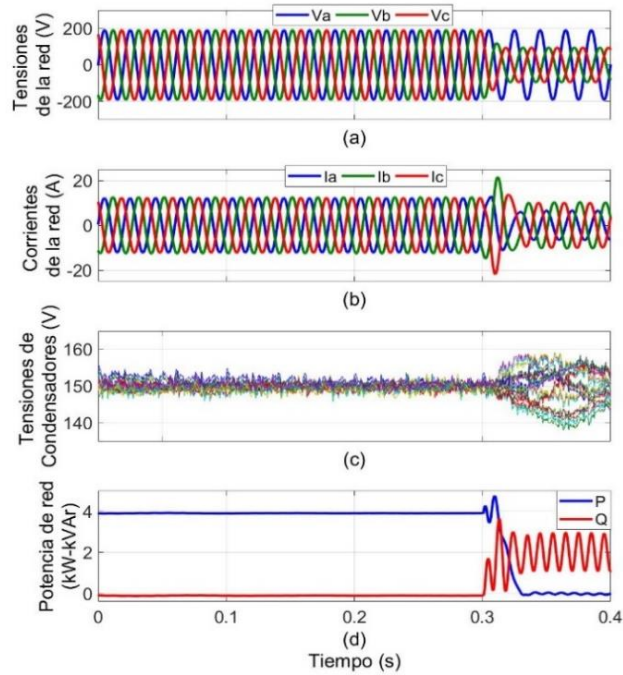 Va Vb Vc
Tensiones
de la red (V)
200
0
-200
(a)
Ia Ib Ic
Corrientes
de la red (A)
20
0
-20
(b)
Tensiones de
Condensadores (V)
160
150
140
(c)
Potencia de red
(kW-kVAr)
4
2
0
P
Q
0 0.1 0.2 0.3 0.4
(d)
Tiempo (s)